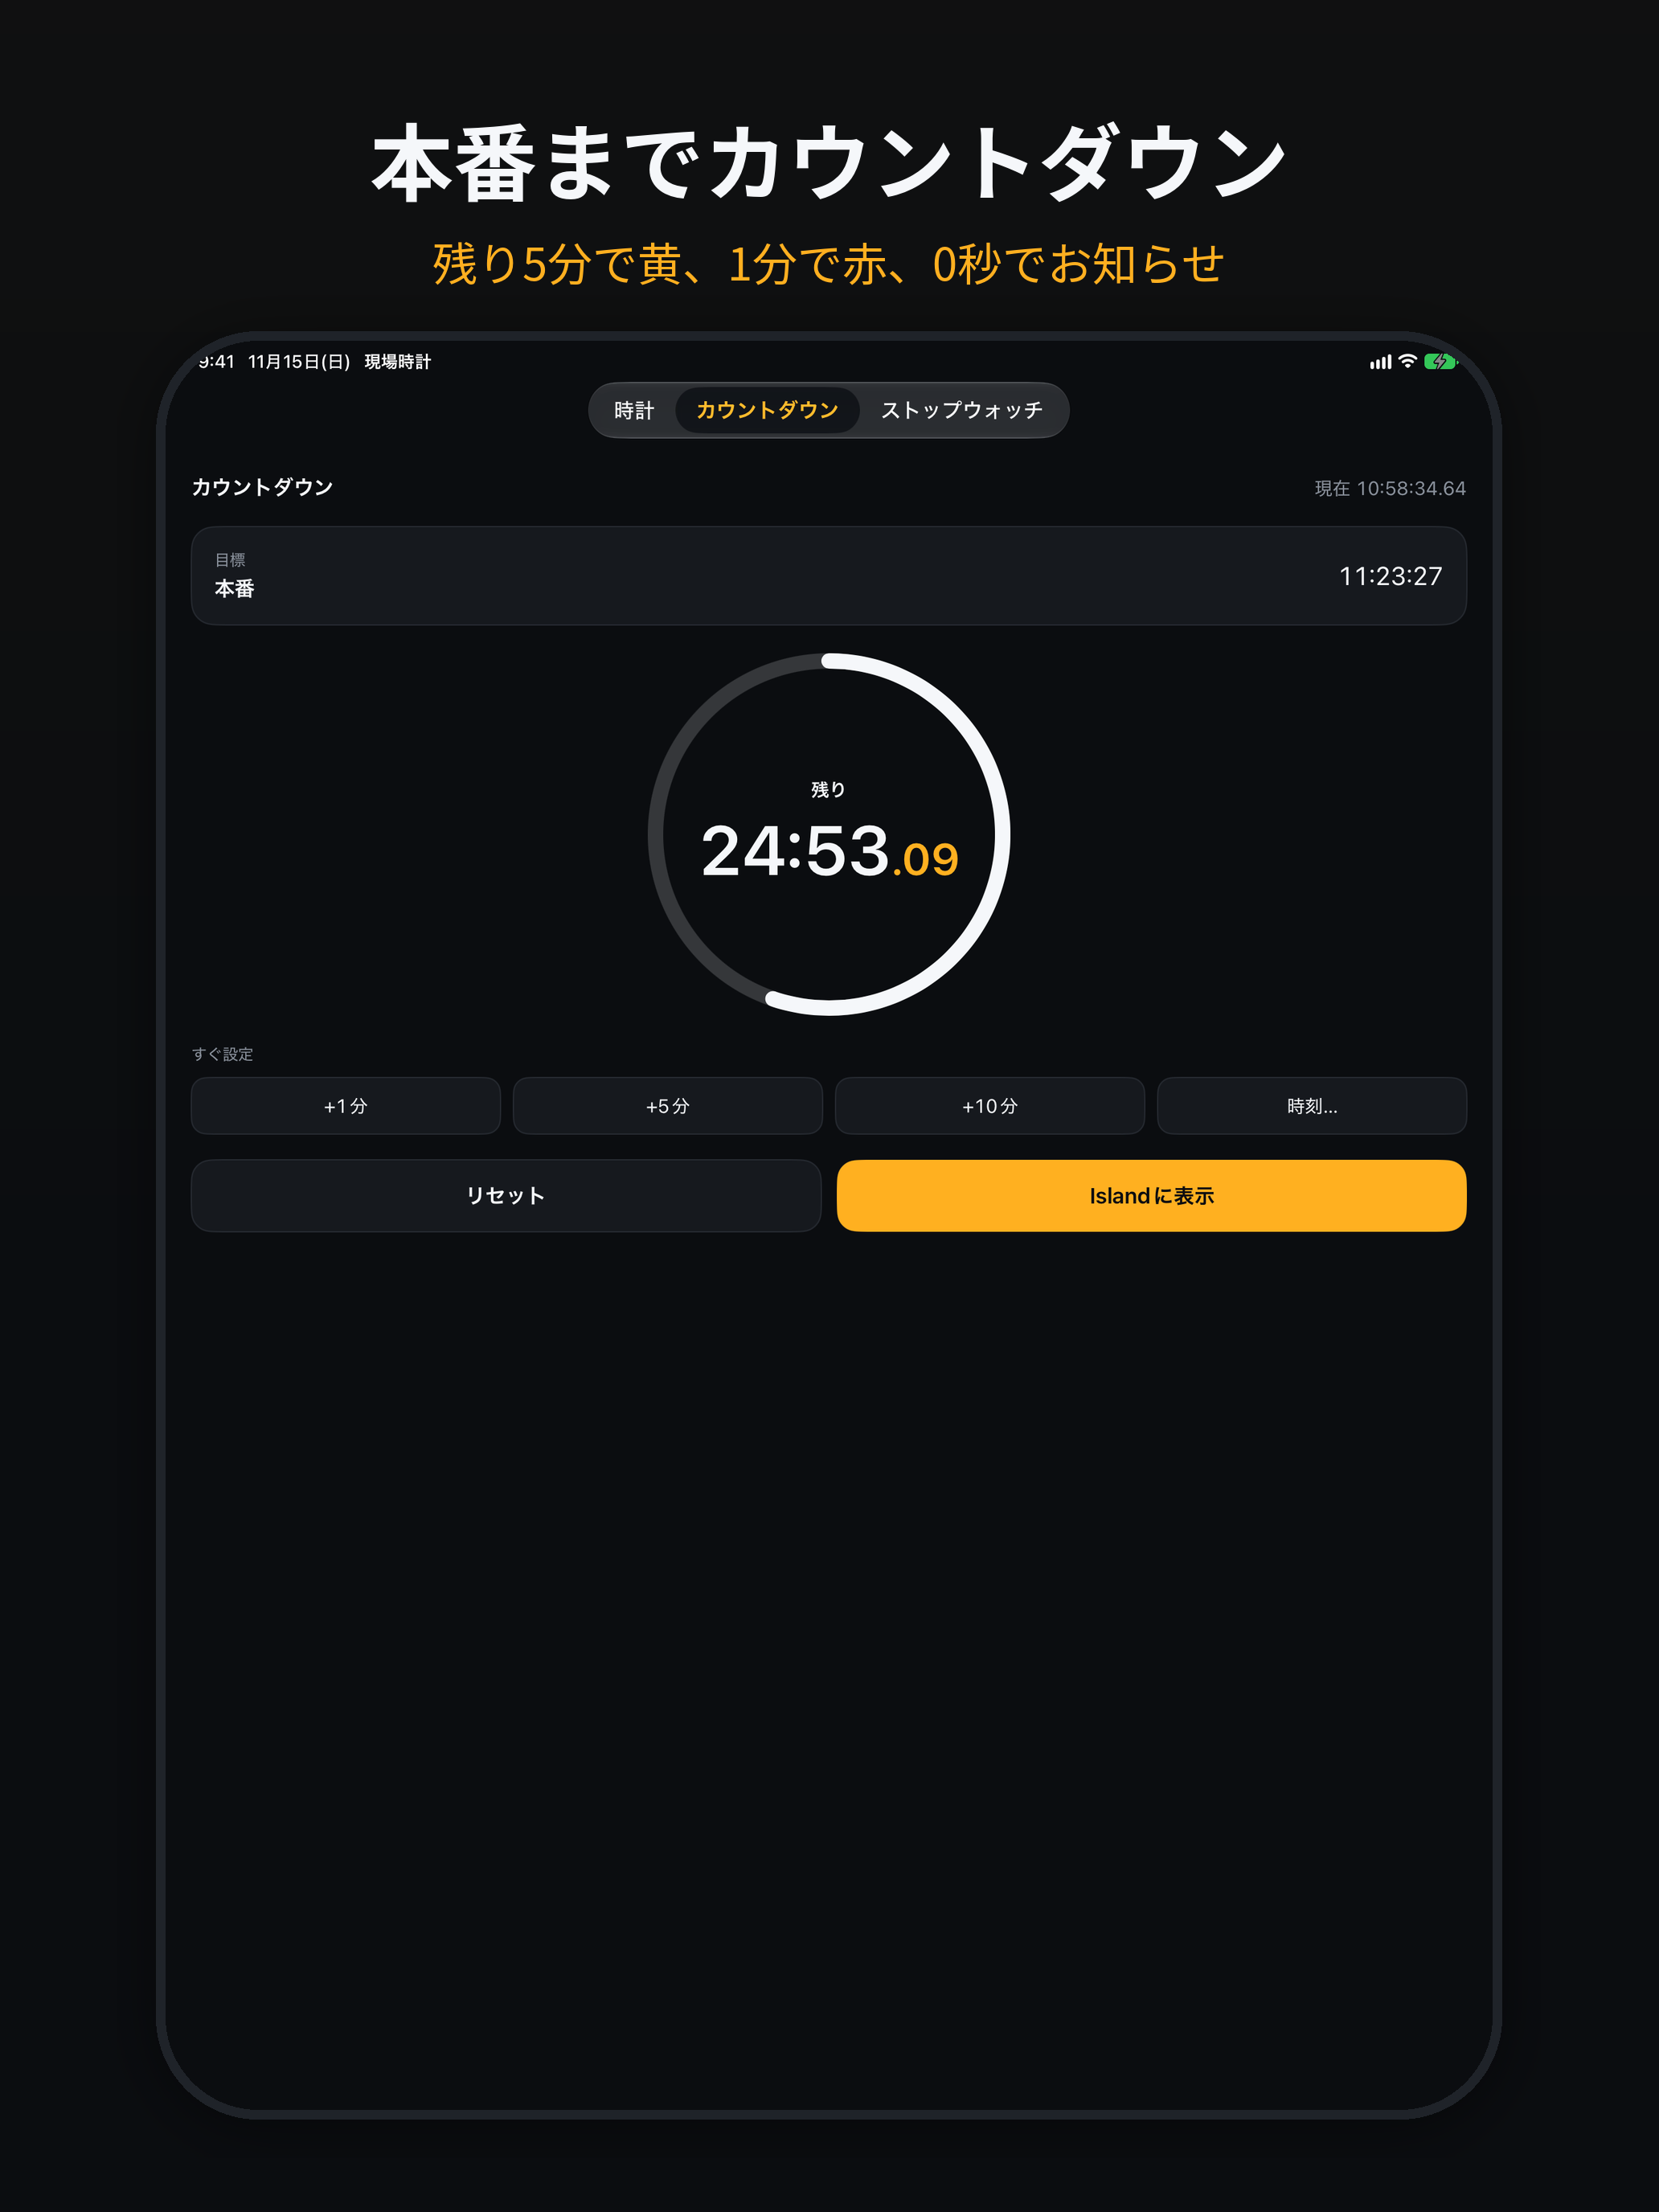 本番までカウントダウン
残り5分で黄、1分で赤、0秒でお知らせ
9:41 11月15日(日) 現場時計
時計 カウントダウン ストップウォッチ
カウントダウン 現在 10:58:34.64
目標
本番 11:23:27
残り
24:53.09
すぐ設定
+1分 +5分 +10分 時刻...
リセット Islandに表示